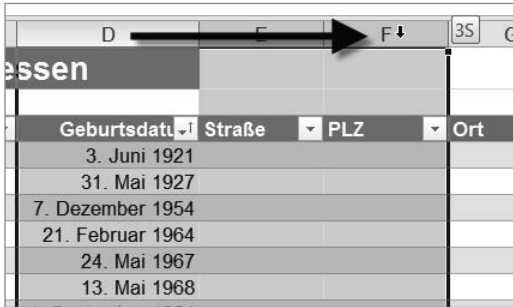 D E F 3S G
essen
Geburtsdatu Straße PLZ Ort
3. Juni 1921
31. Mai 1927
7. Dezember 1954
21. Februar 1964
24. Mai 1967
13. Mai 1968